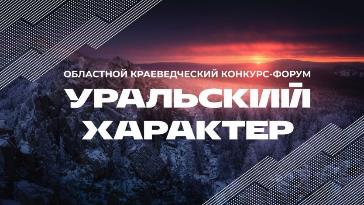 ОБЛАСТНОЙ КРАЕВЕДЧЕСКИЙ КОНКУРС-ФОРУМ
УРАЛЬСКИЙ
ХАРАКТЕР